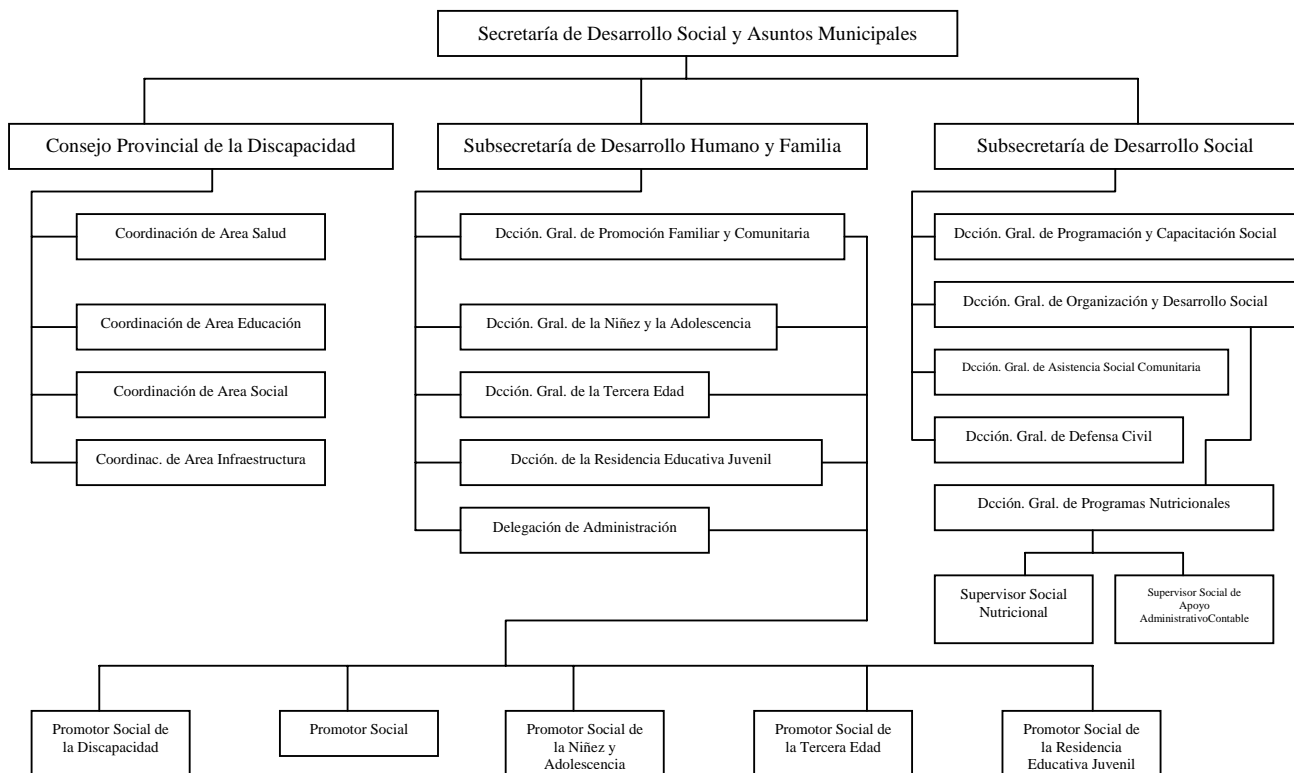 Secretaría de Desarrollo Social y Asuntos Municipales
Consejo Provincial de la Discapacidad
Subsecretaría de Desarrollo Humano y Familia
Subsecretaría de Desarrollo Social
Coordinación de Area Salud
Coordinación de Area Educación
Coordinación de Area Social
Coordinac. de Area Infraestructura
Dcción. Gral. de Promoción Familiar y Comunitaria
Dcción. Gral. de la Niñez y la Adolescencia
Dcción. Gral. de la Tercera Edad
Dcción. de la Residencia Educativa Juvenil
Delegación de Administración
Dcción. Gral. de Programación y Capacitación Social
Dcción. Gral. de Organización y Desarrollo Social
Dcción. Gral. de Asistencia Social Comunitaria
Dcción. Gral. de Defensa Civil
Dcción. Gral. de Programas Nutricionales
Supervisor Social
Nutricional
Supervisor Social de
Apoyo
AdministrativoContable
Promotor Social de
la Discapacidad
Promotor Social
Promotor Social de
la Niñez y
Adolescencia
Promotor Social de
la Tercera Edad
Promotor Social de
la Residencia
Educativa Juvenil